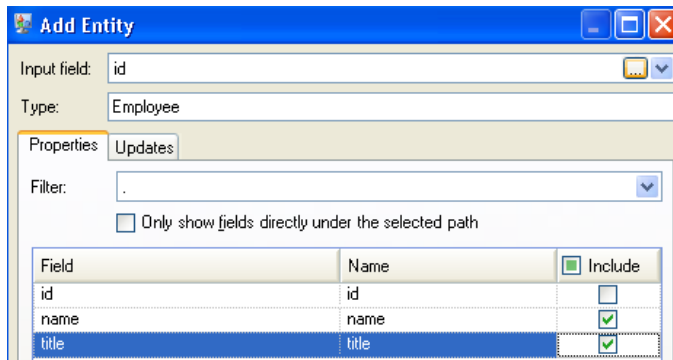 Add Entity
Input field: id ...
Type: Employee
Properties Updates
Filter: .
Only show fields directly under the selected path
Field Name Include
id id
name name
title title